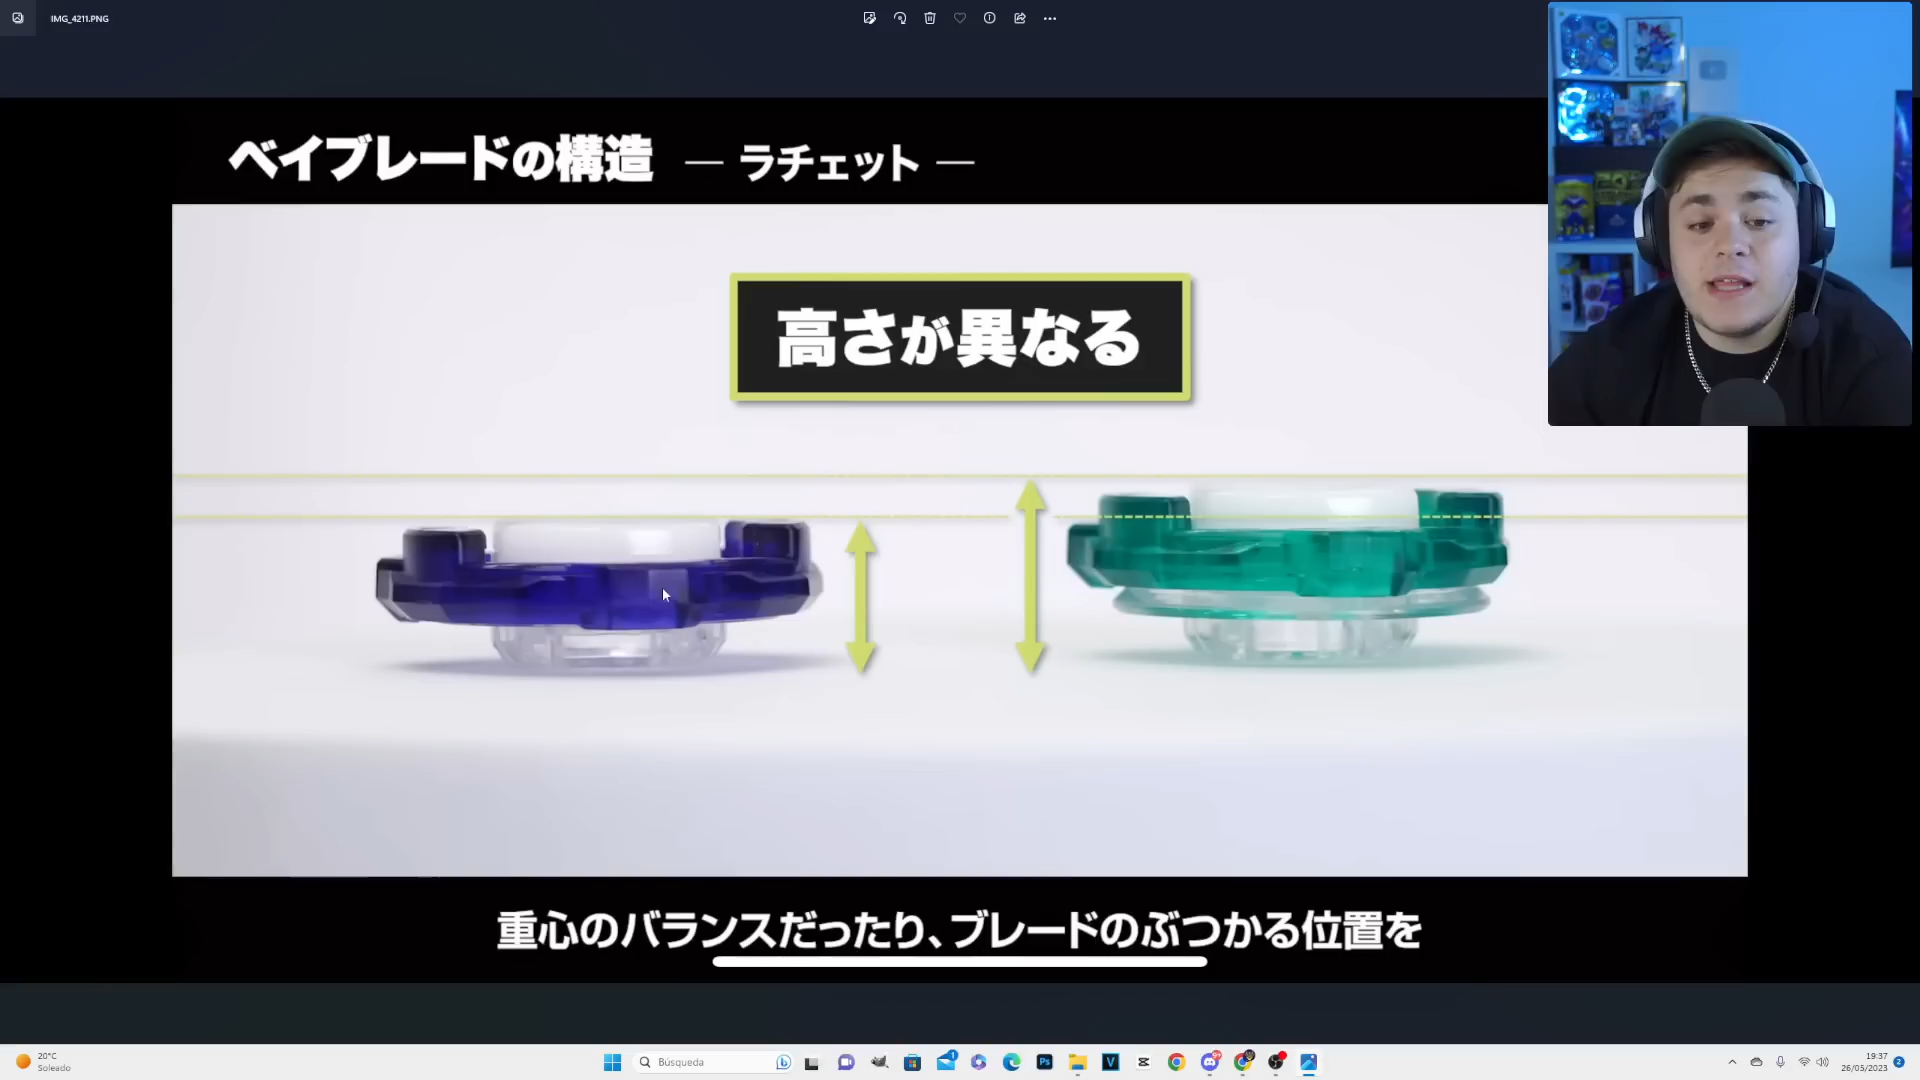 IMG_4211.PNG
ベイブレードの構造 — ラチェット —
高さが異なる
重心のバランスだったり、ブレードのぶつかる位置を
20°C
Soleado
Búsqueda
19:37
26/05/2023